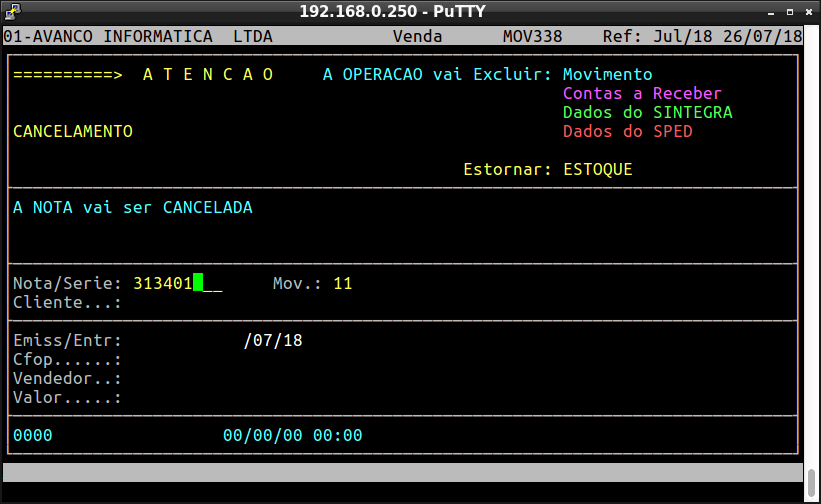 192.168.0.250 - PuTTY
01-AVANCO INFORMATICA LTDA Venda MOV338 Ref: Jul/18 26/07/18
==========> A T E N C A O A OPERACAO vai Excluir: Movimento
Contas a Receber
Dados do SINTEGRA
CANCELAMENTO Dados do SPED
Estornar: ESTOQUE
A NOTA vai ser CANCELADA
Nota/Serie: 313401 __ Mov.: 11
Cliente...:
Emiss/Entr: /07/18
Cfop......:
Vendedor..:
Valor.....:
0000 00/00/00 00:00